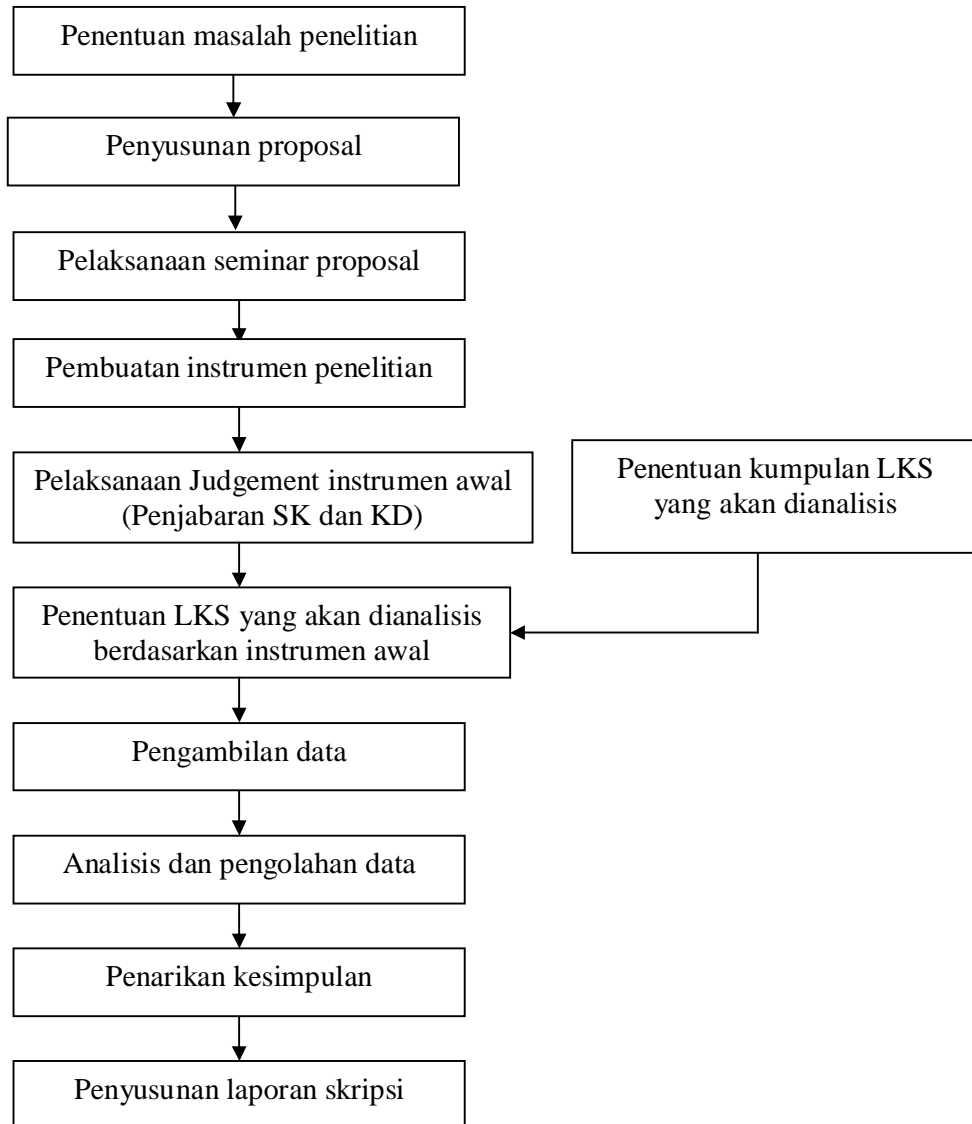 Penentuan masalah penelitian
Penyusunan proposal
Pelaksanaan seminar proposal
Pembuatan instrumen penelitian
Pelaksanaan Judgement instrumen awal
(Penjabaran SK dan KD)
Penentuan kumpulan LKS
yang akan dianalisis
Penentuan LKS yang akan dianalisis
berdasarkan instrumen awal
Pengambilan data
Analisis dan pengolahan data
Penarikan kesimpulan
Penyusunan laporan skripsi